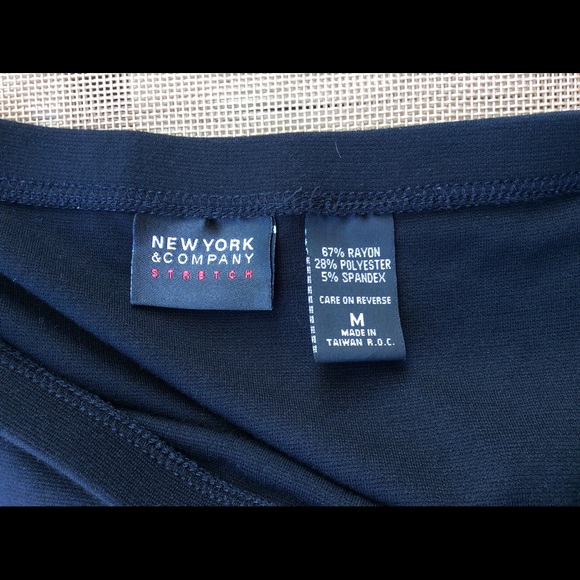 NEW YORK
& COMPANY
STRETCH
67% RAYON
28% POLYESTER
5% SPANDEX
CARE ON REVERSE
M
MADE IN
TAIWAN R.O.C.